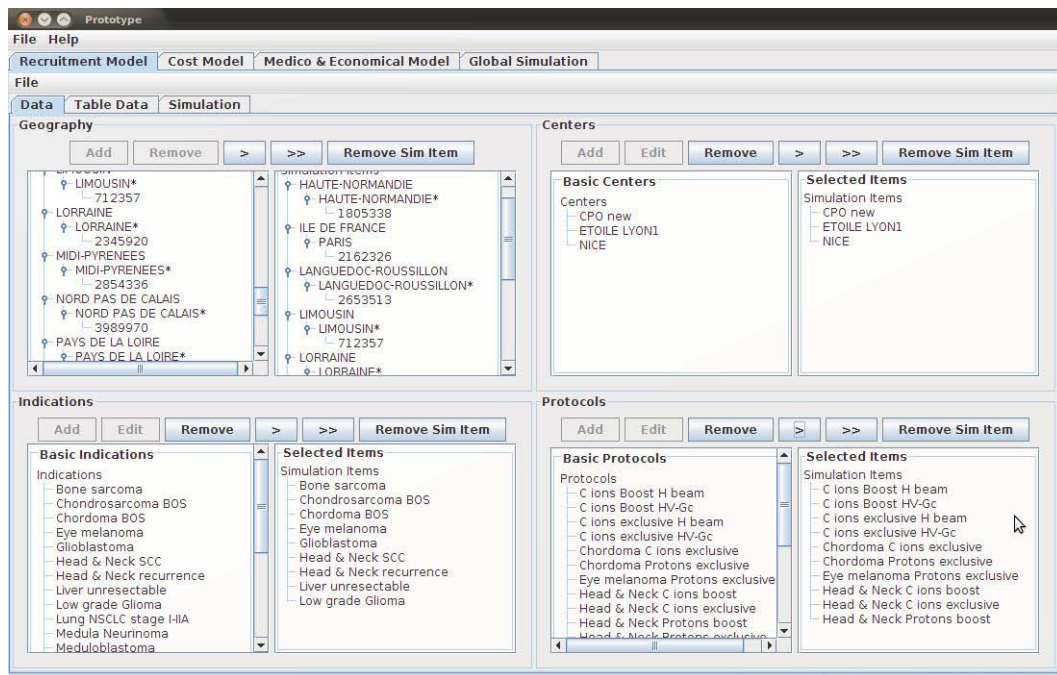 Prototype
File Help
Recruitment Model Cost Model Medico & Economical Model Global Simulation
File
Data Table Data Simulation
Geography
Add Remove > >> Remove Sim Item
LIMOUSIN
LIMOUSIN*
712357
LORRAINE
LORRAINE*
2345920
MIDI-PYRENEES
MIDI-PYRENEES*
2854336
NORD PAS DE CALAIS
NORD PAS DE CALAIS*
3989970
PAYS DE LA LOIRE
PAYS DE LA LOIRE*
Simulation Items
HAUTE-NORMANDIE
HAUTE-NORMANDIE*
1805338
ILE DE FRANCE
PARIS
2162326
LANGUEDOC-ROUSSILLON
LANGUEDOC-ROUSSILLON*
2653513
LIMOUSIN
LIMOUSIN*
712357
LORRAINE
LORRAINE*
Centers
Add Edit Remove > >> Remove Sim Item
Basic Centers
Centers
CPO new
ETOILE LYON1
NICE
Selected Items
Simulation Items
CPO new
ETOILE LYON1
NICE
Indications
Add Edit Remove > >> Remove Sim Item
Basic Indications
Indications
Bone sarcoma
Chondrosarcoma BOS
Chordoma BOS
Eye melanoma
Glioblastoma
Head & Neck SCC
Head & Neck recurrence
Liver unresectable
Low grade Glioma
Lung NSCLC stage I-IIA
Medula Neurinoma
Meduloblastoma
Selected Items
Simulation Items
Bone sarcoma
Chondrosarcoma BOS
Chordoma BOS
Eye melanoma
Glioblastoma
Head & Neck SCC
Head & Neck recurrence
Liver unresectable
Low grade Glioma
Protocols
Add Edit Remove > >> Remove Sim Item
Basic Protocols
Protocols
C ions Boost H beam
C ions Boost HV-Gc
C ions exclusive H beam
C ions exclusive HV-Gc
Chordoma C ions exclusive
Chordoma Protons exclusive
Eye melanoma Protons exclusive
Head & Neck C ions boost
Head & Neck C ions exclusive
Head & Neck Protons boost
Head & Neck Protons exclusive
Selected Items
Simulation Items
C ions Boost H beam
C ions Boost HV-Gc
C ions exclusive H beam
C ions exclusive HV-Gc
Chordoma C ions exclusive
Chordoma Protons exclusive
Eye melanoma Protons exclusive
Head & Neck C ions boost
Head & Neck C ions exclusive
Head & Neck Protons boost